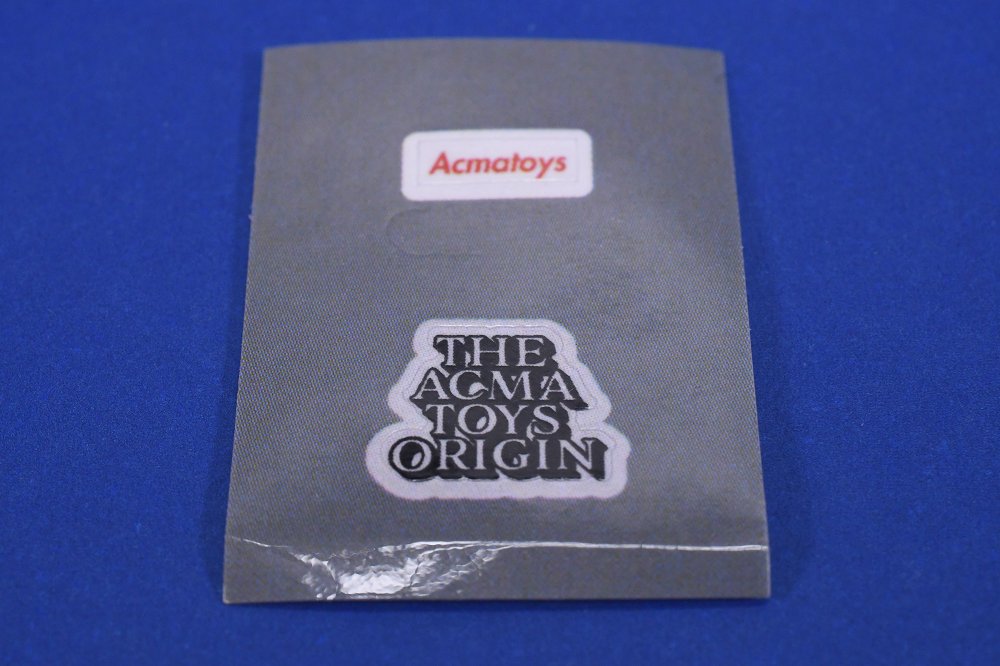 Acmatoys
THE
ACMA
TOYS
ORIGIN